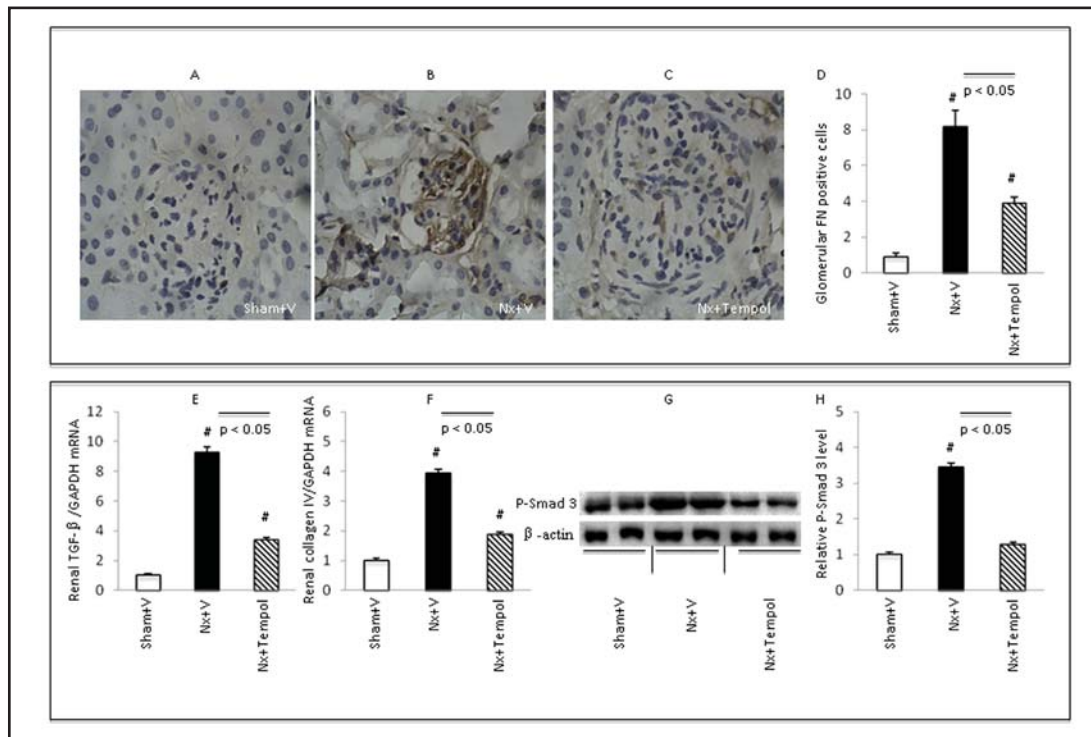 A
B
C
Sham+V
Nx+V
Nx+Tempol
D
p < 0.05
#
#
10
8
6
4
2
0
Glomerular FN positive cells
Sham+V
Nx+V
Nx+Tempol
E
p < 0.05
#
#
12
10
8
6
4
2
0
Renal TGF-β /GAPDH mRNA
Sham+V
Nx+V
Nx+Tempol
F
p < 0.05
#
#
6
5
4
3
2
1
0
Renal collagen IV/GAPDH mRNA
Sham+V
Nx+V
Nx+Tempol
G
P-Smad 3
β-actin
Sham+V
Nx+V
Nx+Tempol
H
p < 0.05
#
5
4
3
2
1
0
Relative P-Smad 3 level
Sham+V
Nx+V
Nx+Tempol